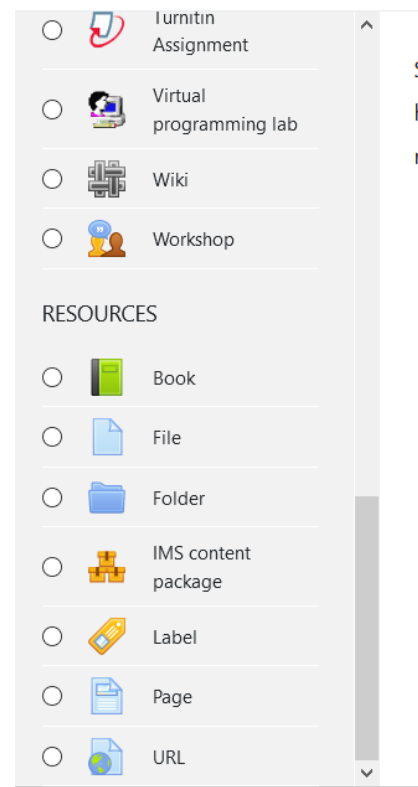 Turnitin
Assignment
Virtual
programming lab
Wiki
Workshop
RESOURCES
Book
File
Folder
IMS content
package
Label
Page
URL